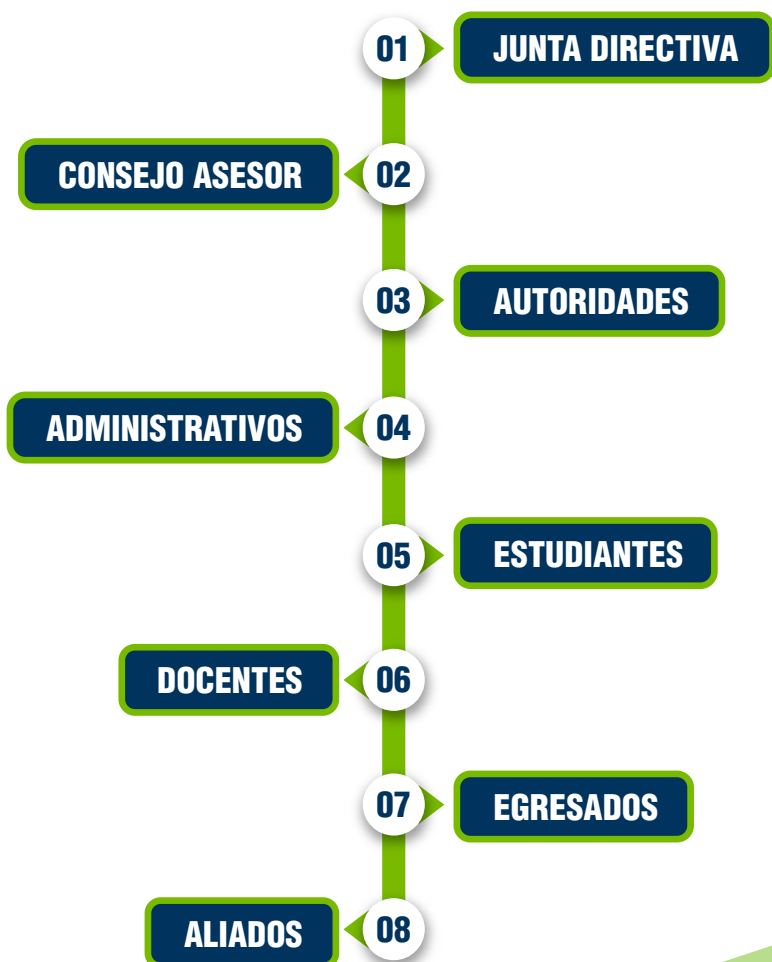 01 JUNTA DIRECTIVA
CONSEJO ASESOR 02
03 AUTORIDADES
ADMINISTRATIVOS 04
05 ESTUDIANTES
DOCENTES 06
07 EGRESADOS
ALIADOS 08